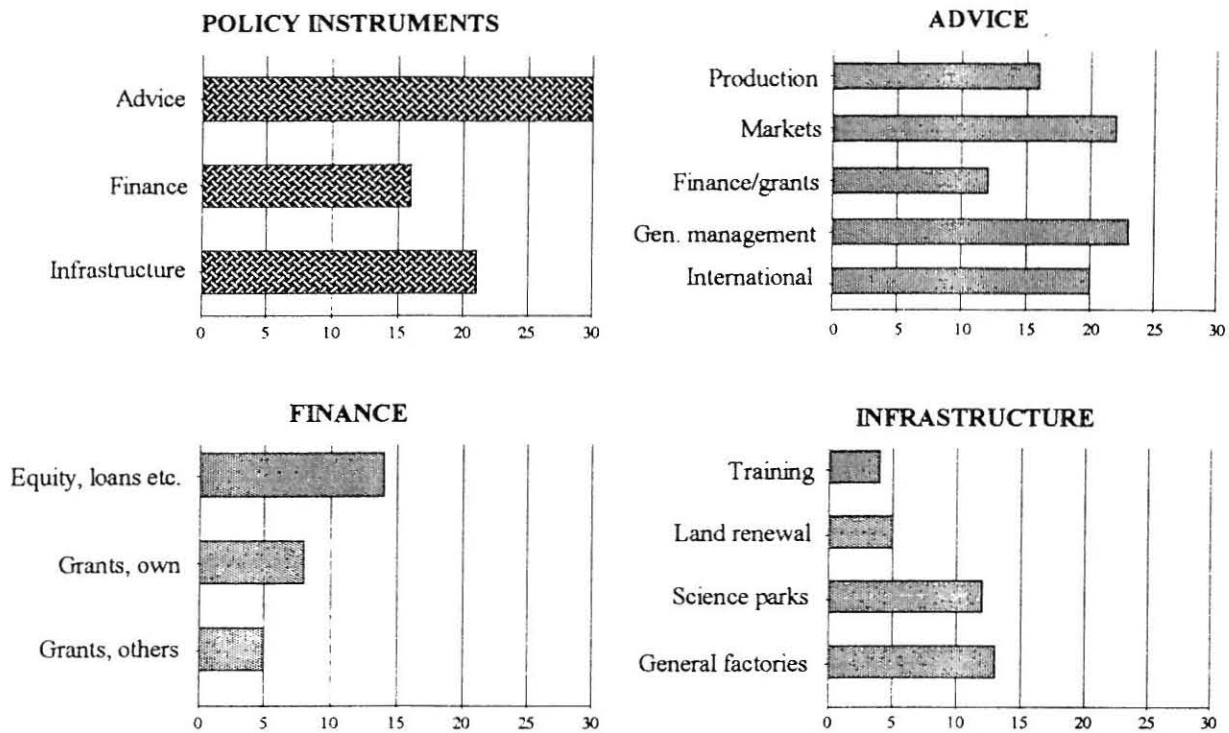 POLICY INSTRUMENTS
Advice
Finance
Infrastructure
0 5 10 15 20 25 30
ADVICE
Production
Markets
Finance/grants
Gen. management
International
0 5 10 15 20 25 30
FINANCE
Equity, loans etc.
Grants, own
Grants, others
0 5 10 15 20 25 30
INFRASTRUCTURE
Training
Land renewal
Science parks
General factories
0 5 10 15 20 25 30